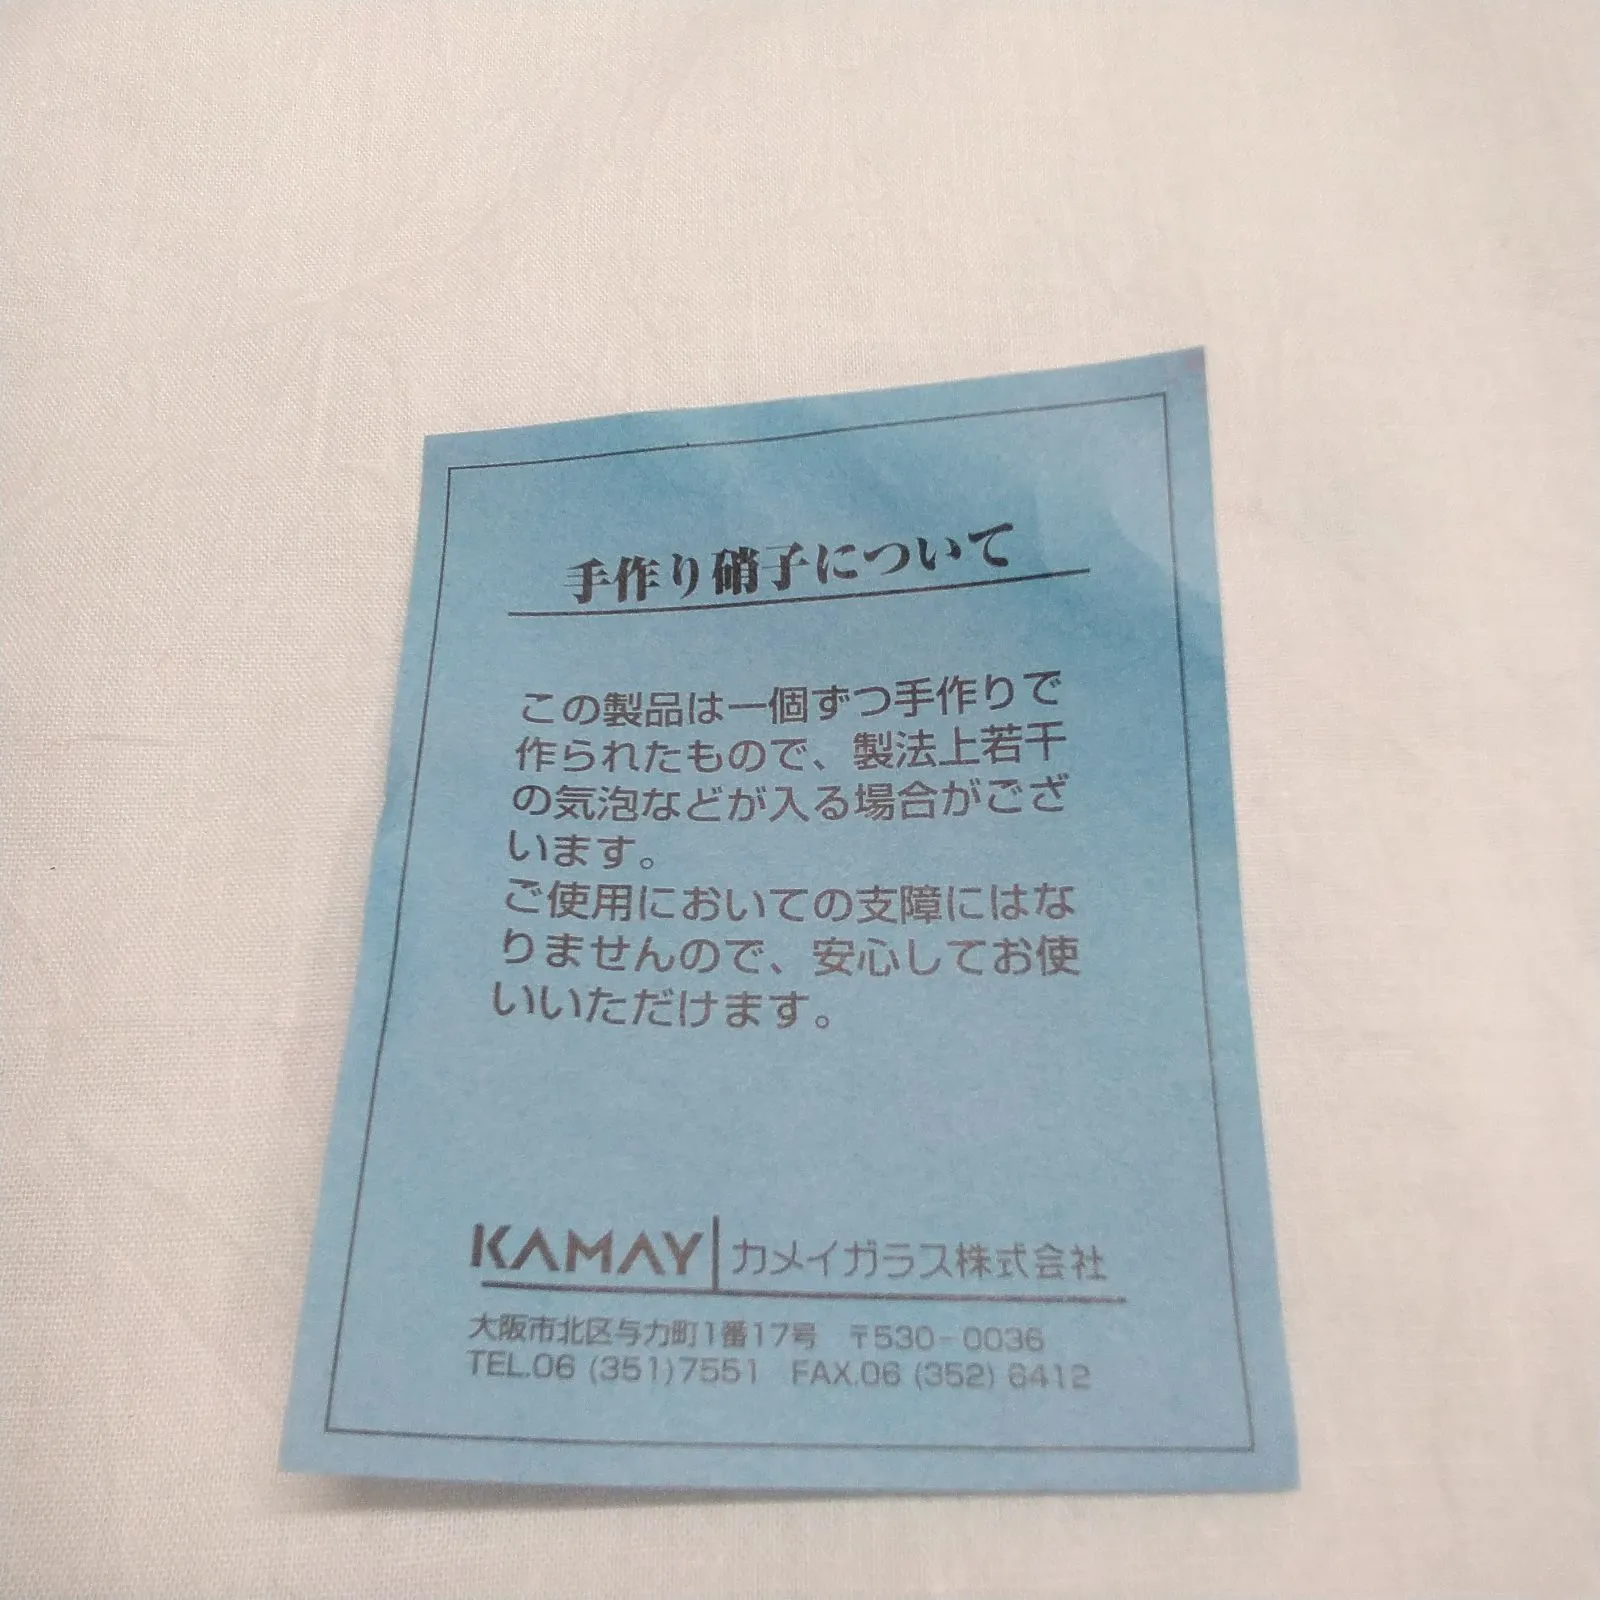 手作り硝子について
この製品は一個ずつ手作りで
作られたもので、製法上若干
の気泡などが入る場合がござ
います。
ご使用においての支障にはな
りませんので、安心してお使
いいただけます。
KAMAY カメイガラス株式会社
大阪市北区与力町1番17号 〒530-0036
TEL.06 (351)7551 FAX.06 (352) 6412